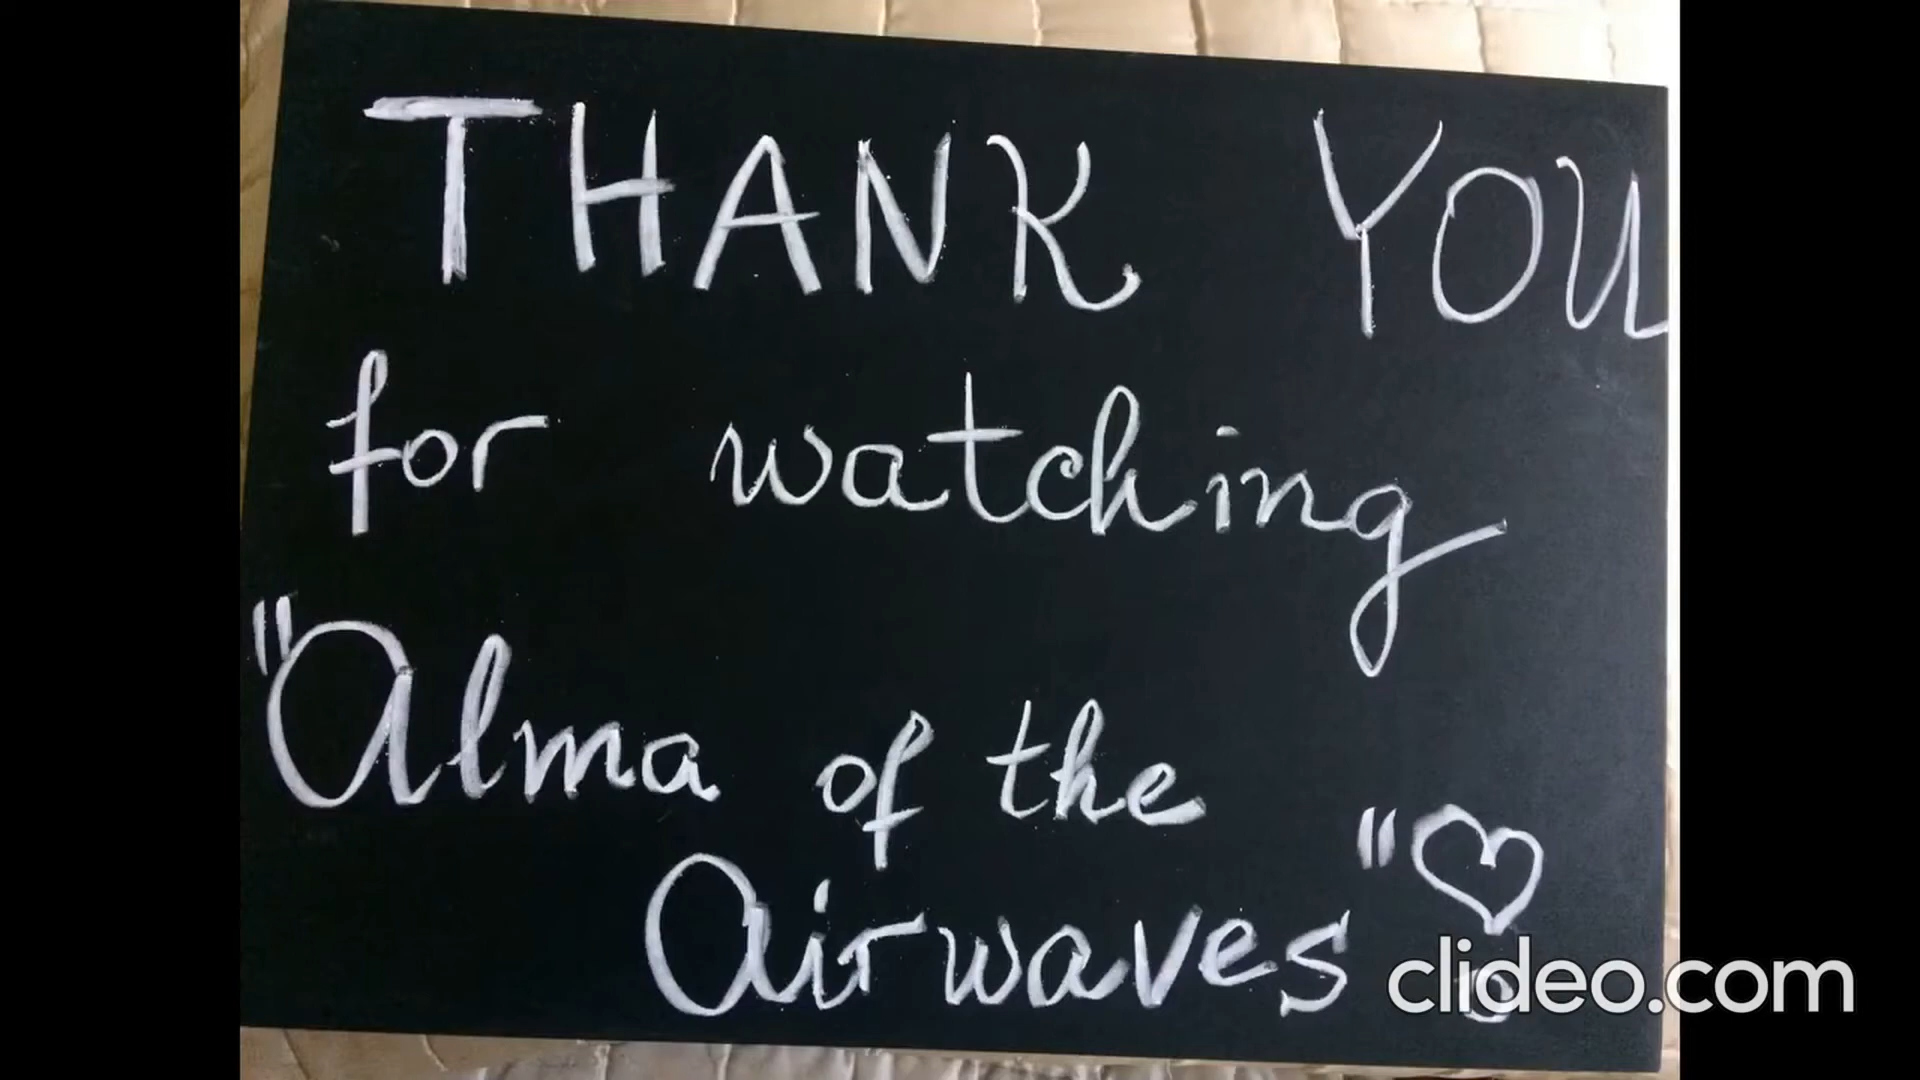 THANK YOU
for watching
"Alma of the
Airwaves" ♡
clideo.com